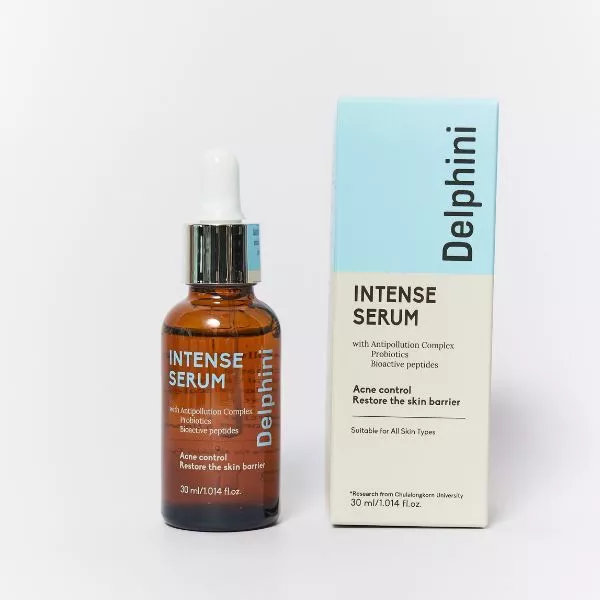 INTENSE
SERUM
with Antipollution Complex
Probiotics
Bioactive peptides
Acne control
Restore the skin barrier
30 ml/1.014 fl.oz.
Delphini
Delphini
INTENSE
SERUM
with Antipollution Complex
Probiotics
Bioactive peptides
Acne control
Restore the skin barrier
Suitable for All Skin Types
*Research from Chulalongkorn University
30 ml/1.014 fl.oz.